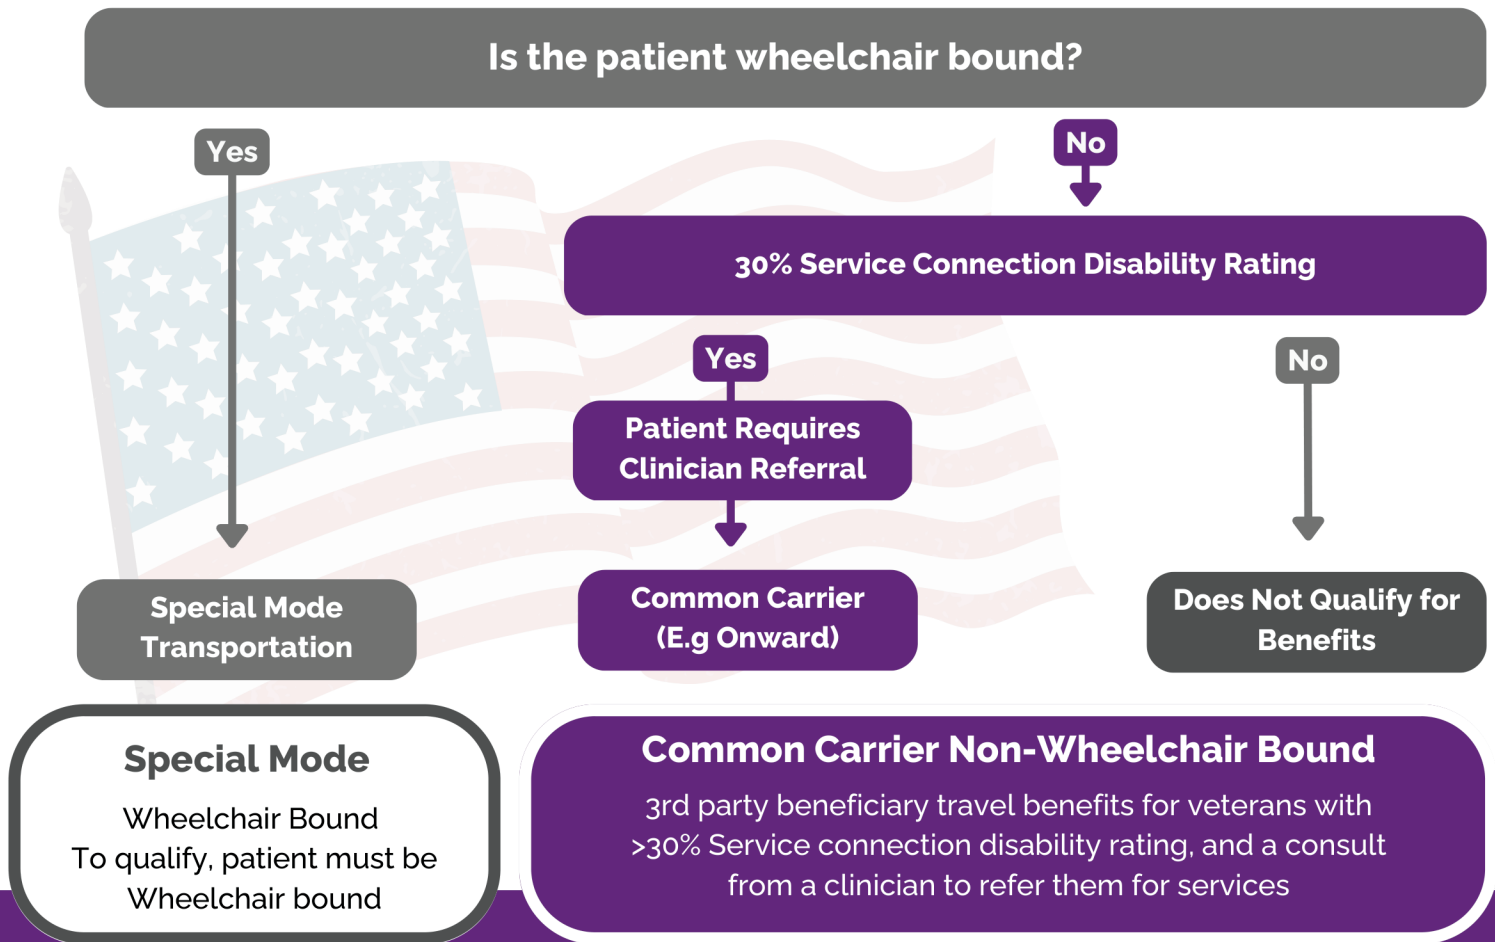 Is the patient wheelchair bound?
Yes
No
30% Service Connection Disability Rating
Yes
No
Patient Requires
Clinician Referral
Special Mode
Transportation
Common Carrier
(E.g Onward)
Does Not Qualify for
Benefits
Special Mode
Wheelchair Bound
To qualify, patient must be
Wheelchair bound
Common Carrier Non-Wheelchair Bound
3rd party beneficiary travel benefits for veterans with
>30% Service connection disability rating, and a consult
from a clinician to refer them for services